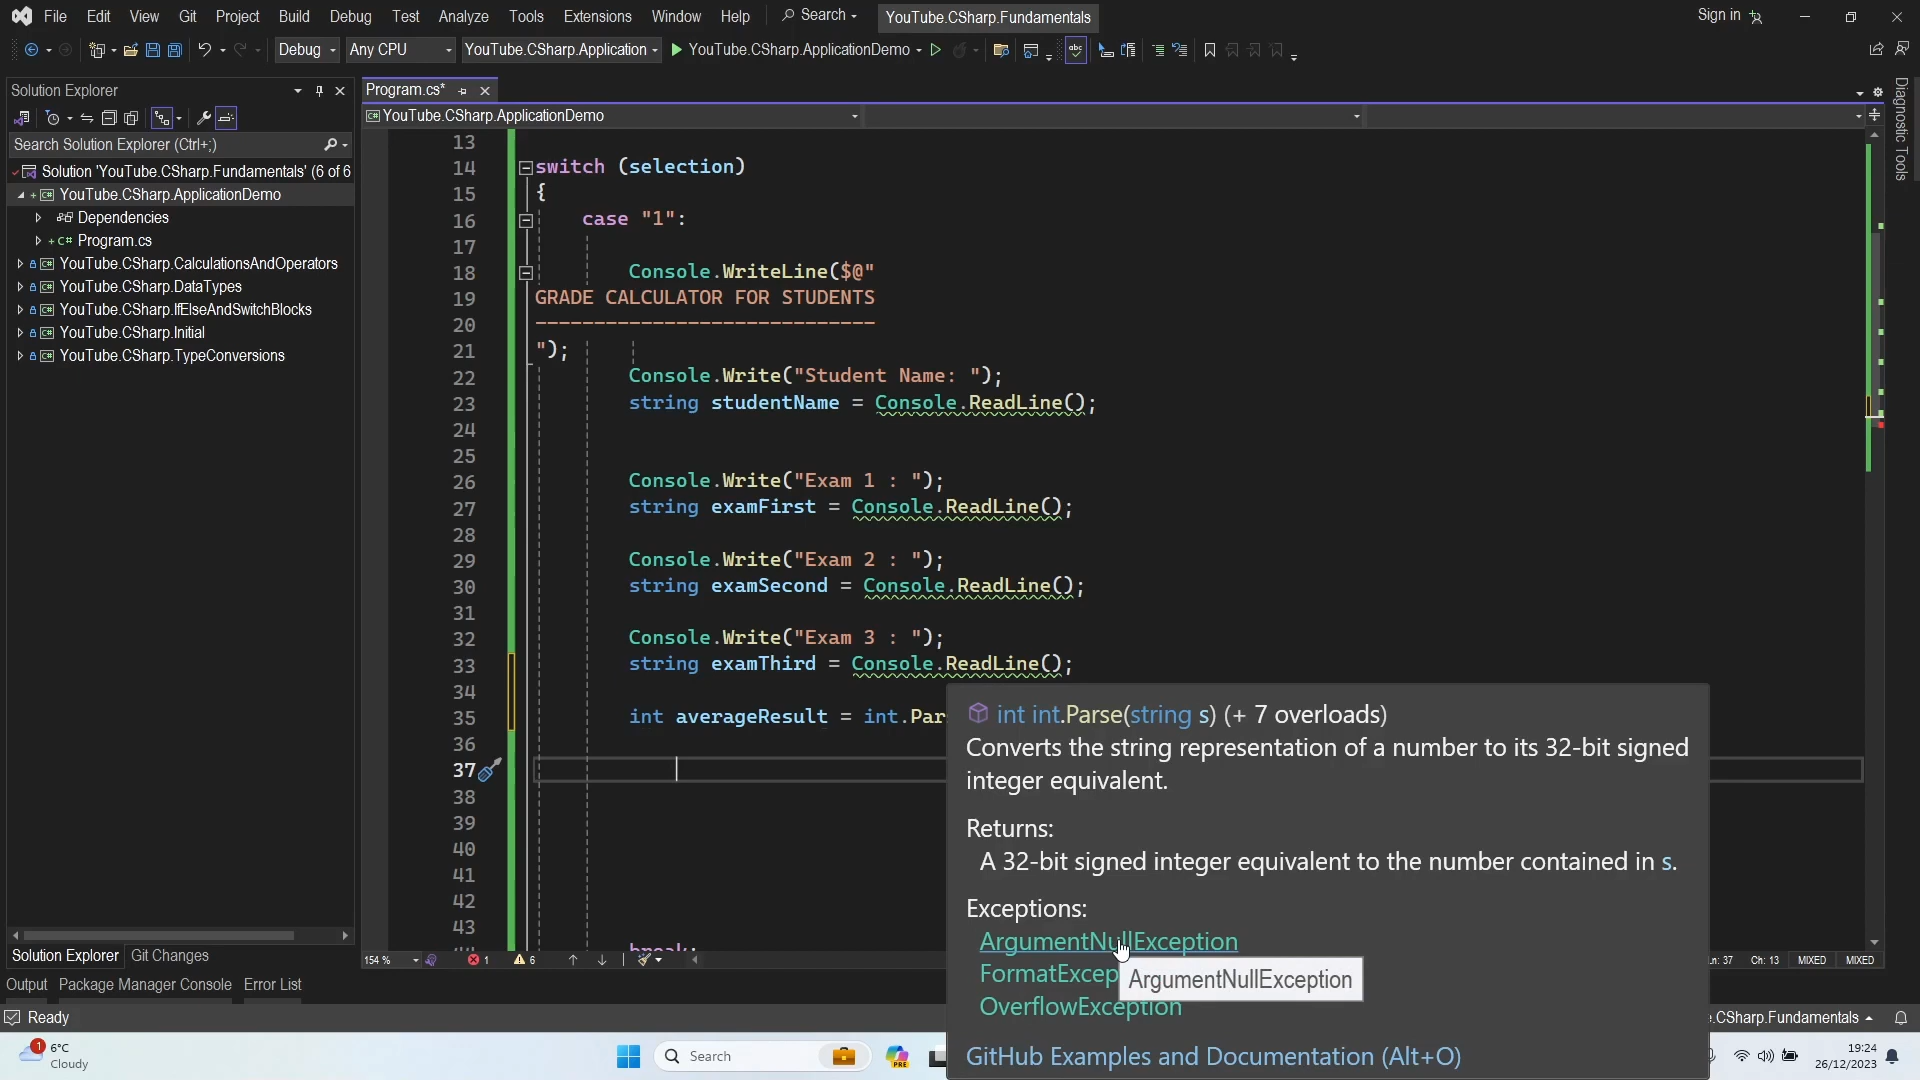 File Edit View Git Project Build Debug Test Analyze Tools Extensions Window Help Search YouTube.CSharp.Fundamentals Sign in
Debug Any CPU YouTube.CSharp.Application YouTube.CSharp.ApplicationDemo
Solution Explorer
Search Solution Explorer (Ctrl+;)
Solution 'YouTube.CSharp.Fundamentals' (6 of 6
YouTube.CSharp.ApplicationDemo
Dependencies
Program.cs
YouTube.CSharp.CalculationsAndOperators
YouTube.CSharp.DataTypes
YouTube.CSharp.IfElseAndSwitchBlocks
YouTube.CSharp.Initial
YouTube.CSharp.TypeConversions
Solution Explorer Git Changes
Program.cs*
YouTube.CSharp.ApplicationDemo
Diagnostic Tools
13
14 switch (selection)
15 {
16 case "1":
17
18 Console.WriteLine($@"
19 GRADE CALCULATOR FOR STUDENTS
20 -----------------------------
21 ");
22 Console.Write("Student Name: ");
23 string studentName = Console.ReadLine();
24
25
26 Console.Write("Exam 1 : ");
27 string examFirst = Console.ReadLine();
28
29 Console.Write("Exam 2 : ");
30 string examSecond = Console.ReadLine();
31
32 Console.Write("Exam 3 : ");
33 string examThird = Console.ReadLine();
34
35 int averageResult = int.Par
36
37
38
39
40
41
42
43
break;
int int.Parse(string s) (+ 7 overloads)
Converts the string representation of a number to its 32-bit signed
integer equivalent.
Returns:
A 32-bit signed integer equivalent to the number contained in s.
Exceptions:
ArgumentNullException
FormatExcep
ArgumentNullException
OverflowException
GitHub Examples and Documentation (Alt+O)
154 % 1 6 Ch: 13 MIXED MIXED
Output Package Manager Console Error List
Ready .CSharp.Fundamentals
1 6°C
Cloudy
Search
PRE
19:24
26/12/2023